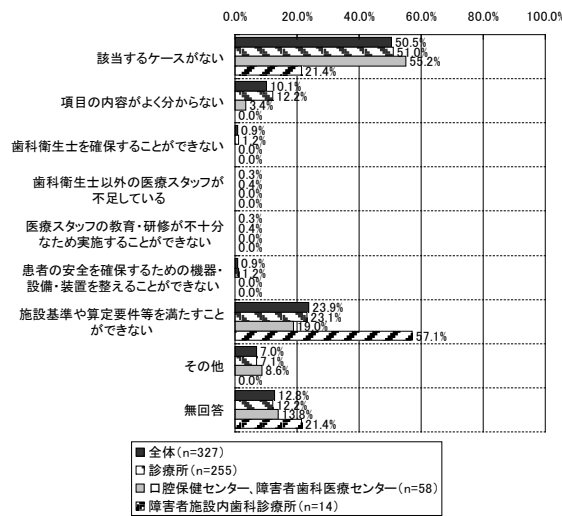 0.0% 20.0% 40.0% 60.0% 80.0% 100.0%
該当するケースがない
50.5%
51.0%
55.2%
21.4%
項目の内容がよく分からない
10.1%
12.2%
3.4%
0.0%
歯科衛生士を確保することができない
0.9%
1.2%
0.0%
0.0%
歯科衛生士以外の医療スタッフが
不足している
0.3%
0.4%
0.0%
0.0%
医療スタッフの教育・研修が不十分
なため実施することができない
0.3%
0.4%
0.0%
0.0%
患者の安全を確保するための機器・
設備・装置を整えることができない
0.9%
1.2%
0.0%
0.0%
施設基準や算定要件等を満たすこと
ができない
23.9%
23.1%
19.0%
57.1%
その他
7.0%
7.1%
8.6%
0.0%
無回答
12.8%
12.2%
13.8%
21.4%
全体(n=327)
診療所(n=255)
口腔保健センター、障害者歯科医療センター(n=58)
障害者施設内歯科診療所(n=14)